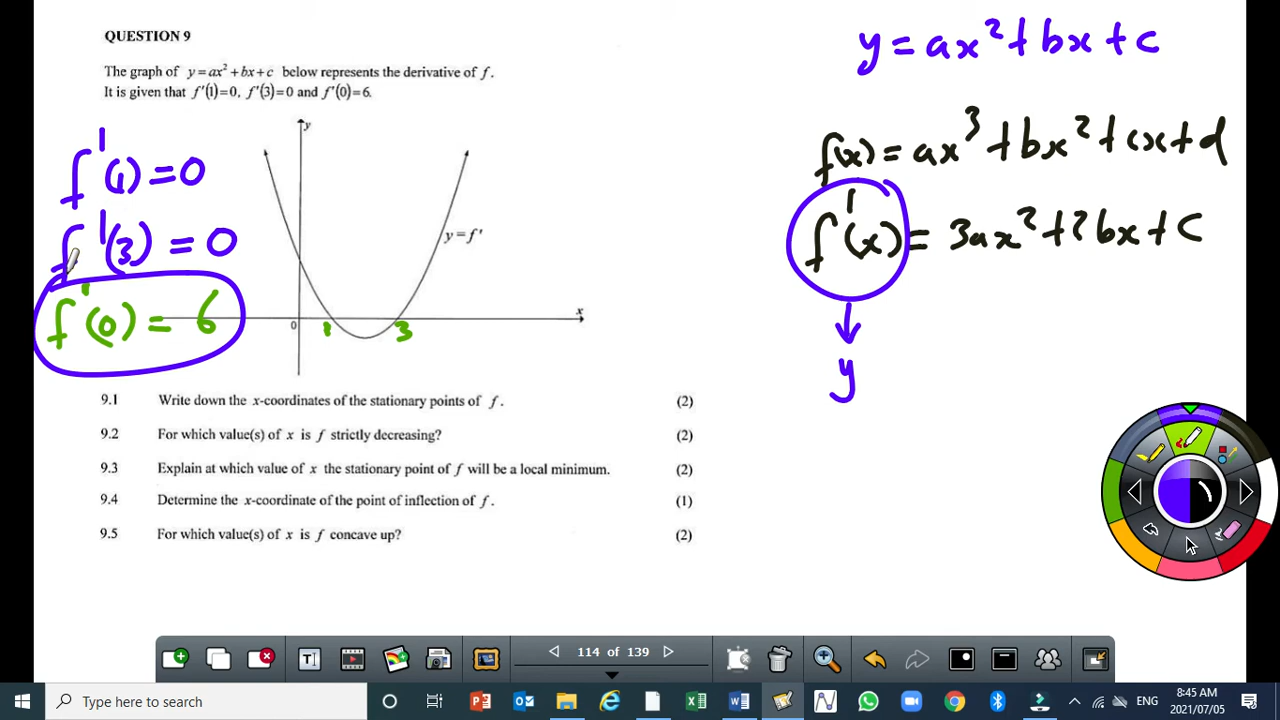 QUESTION 9
The graph of y = ax² + bx + c below represents the derivative of f.
It is given that f'(1)=0, f'(3)=0 and f'(0)=6.
y = ax² + bx + c
f(x) = ax³ + bx² + cx + d
f'(x) = 3ax² + 2bx + c
y
f'(1) = 0
f'(3) = 0
f'(0) = 6
y
y = f'
x
0
1
3
9.1 Write down the x-coordinates of the stationary points of f. (2)
9.2 For which value(s) of x is f strictly decreasing? (2)
9.3 Explain at which value of x the stationary point of f will be a local minimum. (2)
9.4 Determine the x-coordinate of the point of inflection of f. (1)
9.5 For which value(s) of x is f concave up? (2)
114 of 139
Type here to search
ENG
8:45 AM
2021/07/05